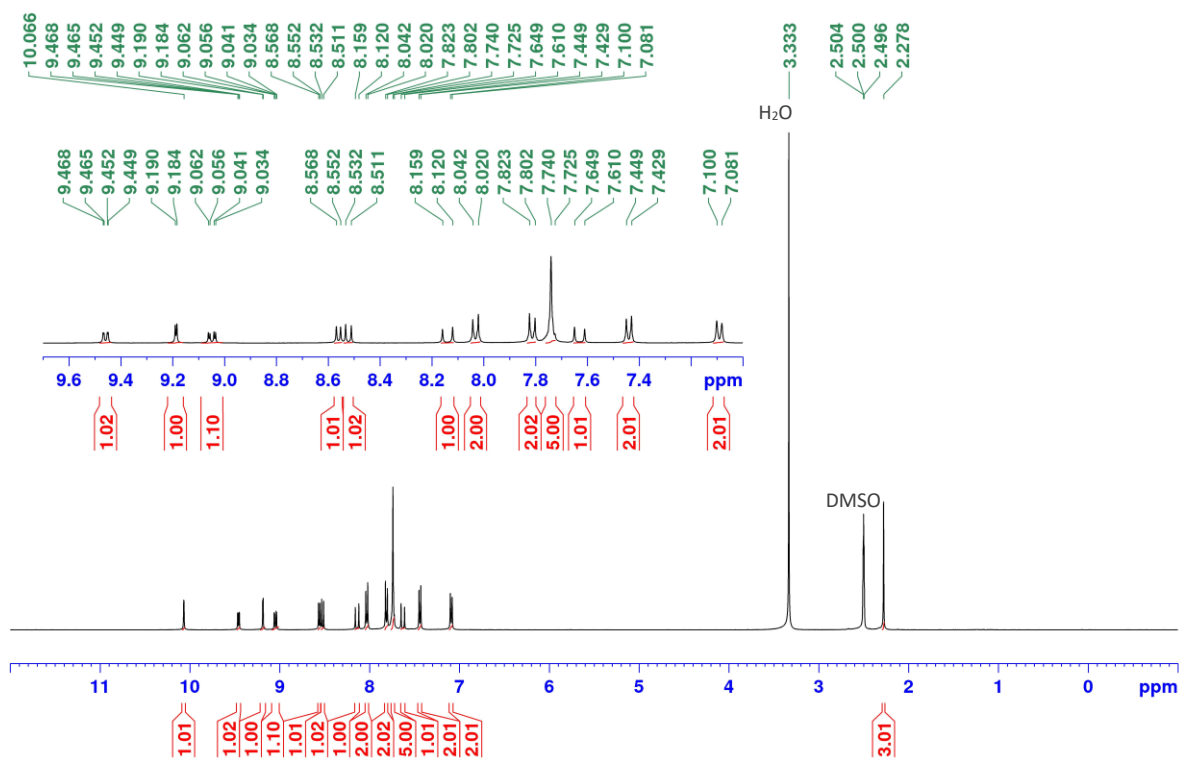 10.066 9.468 9.465 9.452 9.449 9.190 9.184 9.062 9.056 9.041 9.034 8.568 8.552 8.532 8.511 8.159 8.120 8.042 8.020 7.823 7.802 7.740 7.725 7.649 7.610 7.449 7.429 7.100 7.081 3.333 2.504 2.500 2.496 2.278
H₂O
9.468 9.465 9.452 9.449 9.190 9.184 9.062 9.056 9.041 9.034 8.568 8.552 8.532 8.511 8.159 8.120 8.042 8.020 7.823 7.802 7.740 7.725 7.649 7.610 7.449 7.429 7.100 7.081
9.6 9.4 9.2 9.0 8.8 8.6 8.4 8.2 8.0 7.8 7.6 7.4 ppm
1.02 1.00 1.10 1.01 1.02 1.00 2.00 2.02 5.00 1.01 2.01 2.01
DMSO
11 10 9 8 7 6 5 4 3 2 1 0 ppm
1.01 1.02 1.00 1.10 1.01 1.02 1.00 2.00 2.02 5.00 1.01 2.01 2.01 3.01